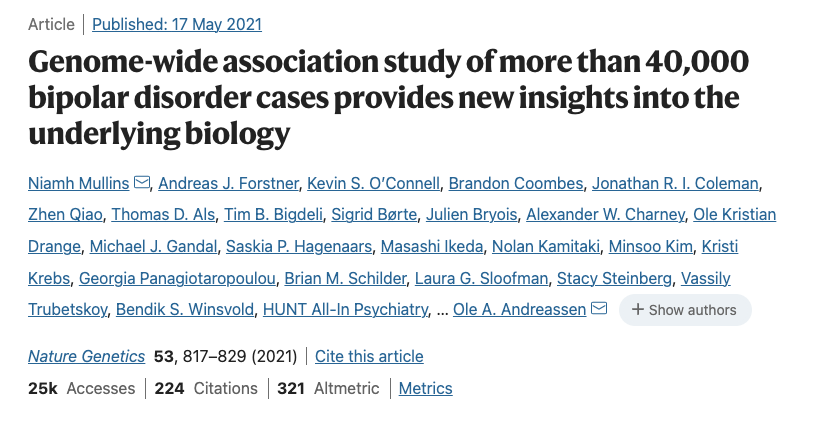 Article | Published: 17 May 2021
Genome-wide association study of more than 40,000
bipolar disorder cases provides new insights into the
underlying biology
Niamh Mullins, Andreas J. Forstner, Kevin S. O’Connell, Brandon Coombes, Jonathan R. I. Coleman,
Zhen Qiao, Thomas D. Als, Tim B. Bigdeli, Sigrid Børte, Julien Bryois, Alexander W. Charney, Ole Kristian
Drange, Michael J. Gandal, Saskia P. Hagenaars, Masashi Ikeda, Nolan Kamitaki, Minsoo Kim, Kristi
Krebs, Georgia Panagiotaropoulou, Brian M. Schilder, Laura G. Sloofman, Stacy Steinberg, Vassily
Trubetskoy, Bendik S. Winsvold, HUNT All-In Psychiatry, ... Ole A. Andreassen + Show authors
Nature Genetics 53, 817–829 (2021) | Cite this article
25k Accesses | 224 Citations | 321 Altmetric | Metrics